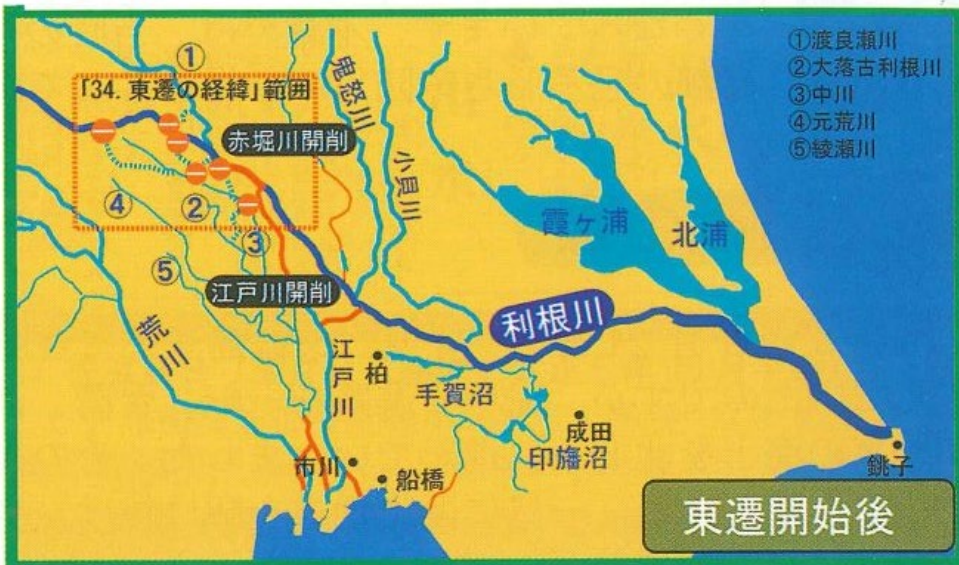 ①渡良瀬川
②大落古利根川
③中川
④元荒川
⑤綾瀬川
①
「34. 東遷の経緯」範囲
赤堀川開削
鬼怒川
小貝川
霞ヶ浦
北浦
④
②
③
⑤
江戸川開削
利根川
荒川
江戸川
柏
手賀沼
成田
印旛沼
市川
船橋
銚子
東遷開始後